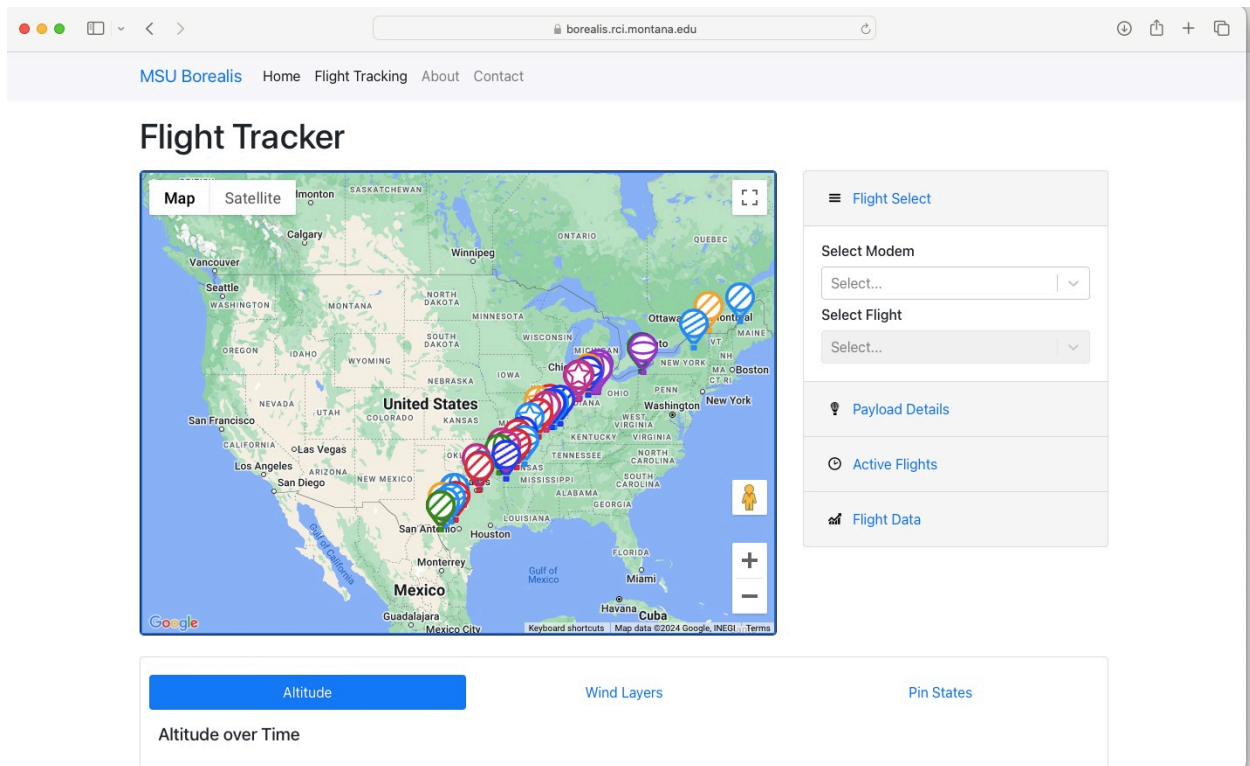 borealis.rci.montana.edu
MSU Borealis Home Flight Tracking About Contact
Flight Tracker
Map Satellite
SASKATCHEWAN
Calgary
ONTARIO
QUEBEC
Vancouver
Winnipeg
Seattle
WASHINGTON
MONTANA
NORTH DAKOTA
MINNESOTA
Ottawa
MAINE
OREGON
IDAHO
SOUTH DAKOTA
WISCONSIN
VT
NH
WYOMING
NEW YORK
MA Boston
CT RI
IOWA
NEBRASKA
PENN
OHIO
New York
NEVADA
UTAH
United States
COLORADO
KANSAS
Washington
San Francisco
WEST VIRGINIA
KENTUCKY
VIRGINIA
CALIFORNIA
Las Vegas
TENNESSEE
NORTH CAROLINA
Los Angeles
ARIZONA
NEW MEXICO
San Diego
MISSISSIPPI
SOUTH CAROLINA
ALABAMA
GEORGIA
LOUISIANA
Houston
Gulf of California
FLORIDA
Monterrey
Gulf of Mexico
Miami
Mexico
Havana
Cuba
Guadalajara
Mexico City
Google
Keyboard shortcuts Map data ©2024 Google, INEGI Terms
Flight Select
Select Modem
Select...
Select Flight
Select...
Payload Details
Active Flights
Flight Data
Altitude Wind Layers Pin States
Altitude over Time